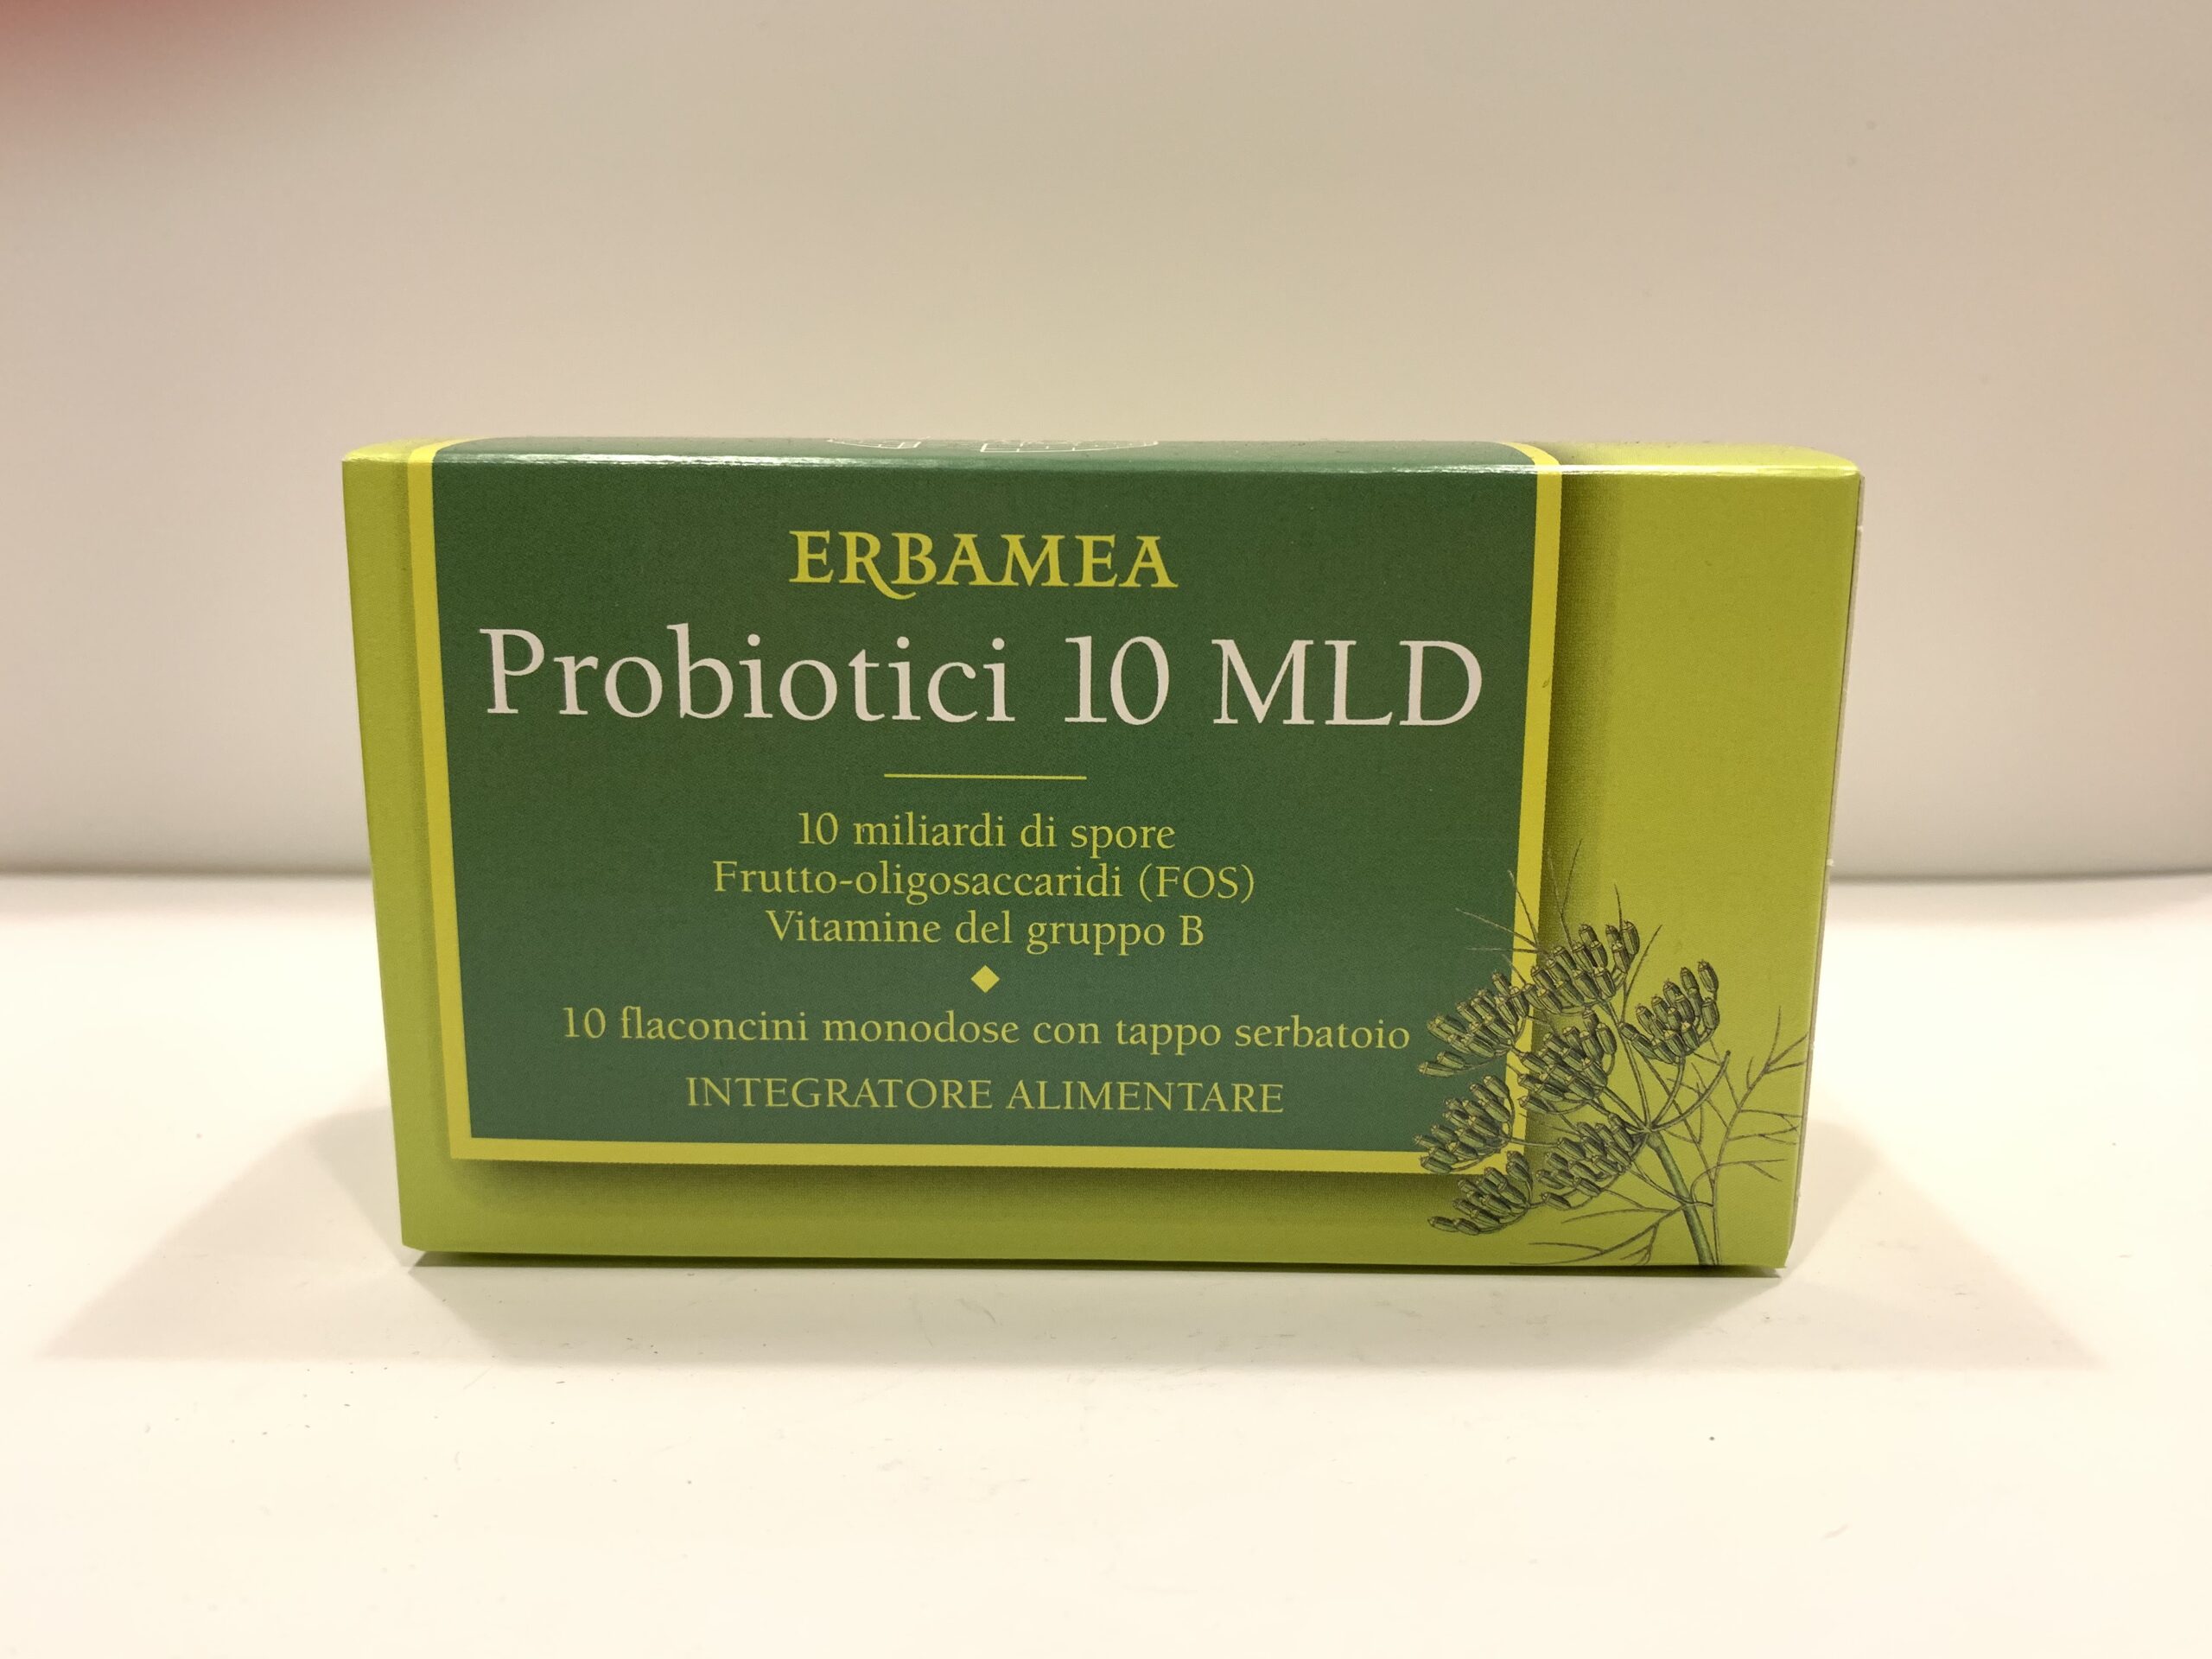 ERBAMEA
Probiotici 10 MLD
10 miliardi di spore
Frutto-oligosaccaridi (FOS)
Vitamine del gruppo B
10 flaconcini monodose con tappo serbatoio
INTEGRATORE ALIMENTARE